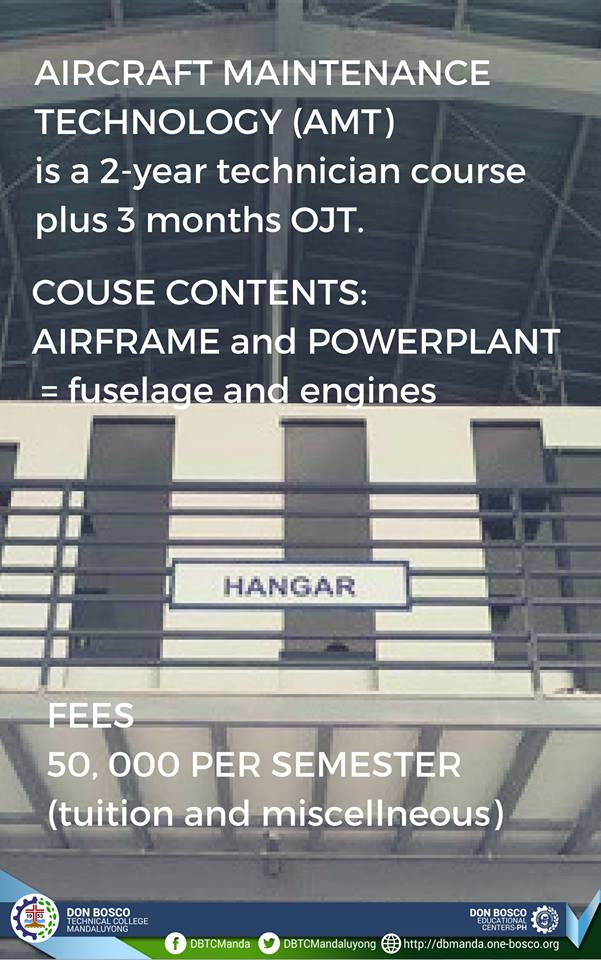 AIRCRAFT MAINTENANCE
TECHNOLOGY (AMT)
is a 2-year technician course
plus 3 months OJT.
COUSE CONTENTS:
AIRFRAME and POWERPLANT
= fuselage and engines
HANGAR
FEES
50, 000 PER SEMESTER
(tuition and miscellneous)
DON BOSCO
TECHNICAL COLLEGE
MANDALUYONG
DON BOSCO
EDUCATIONAL
CENTERS-PH
DBTCManda
DBTCMandaluyong
http://dbmanda.one-bosco.org